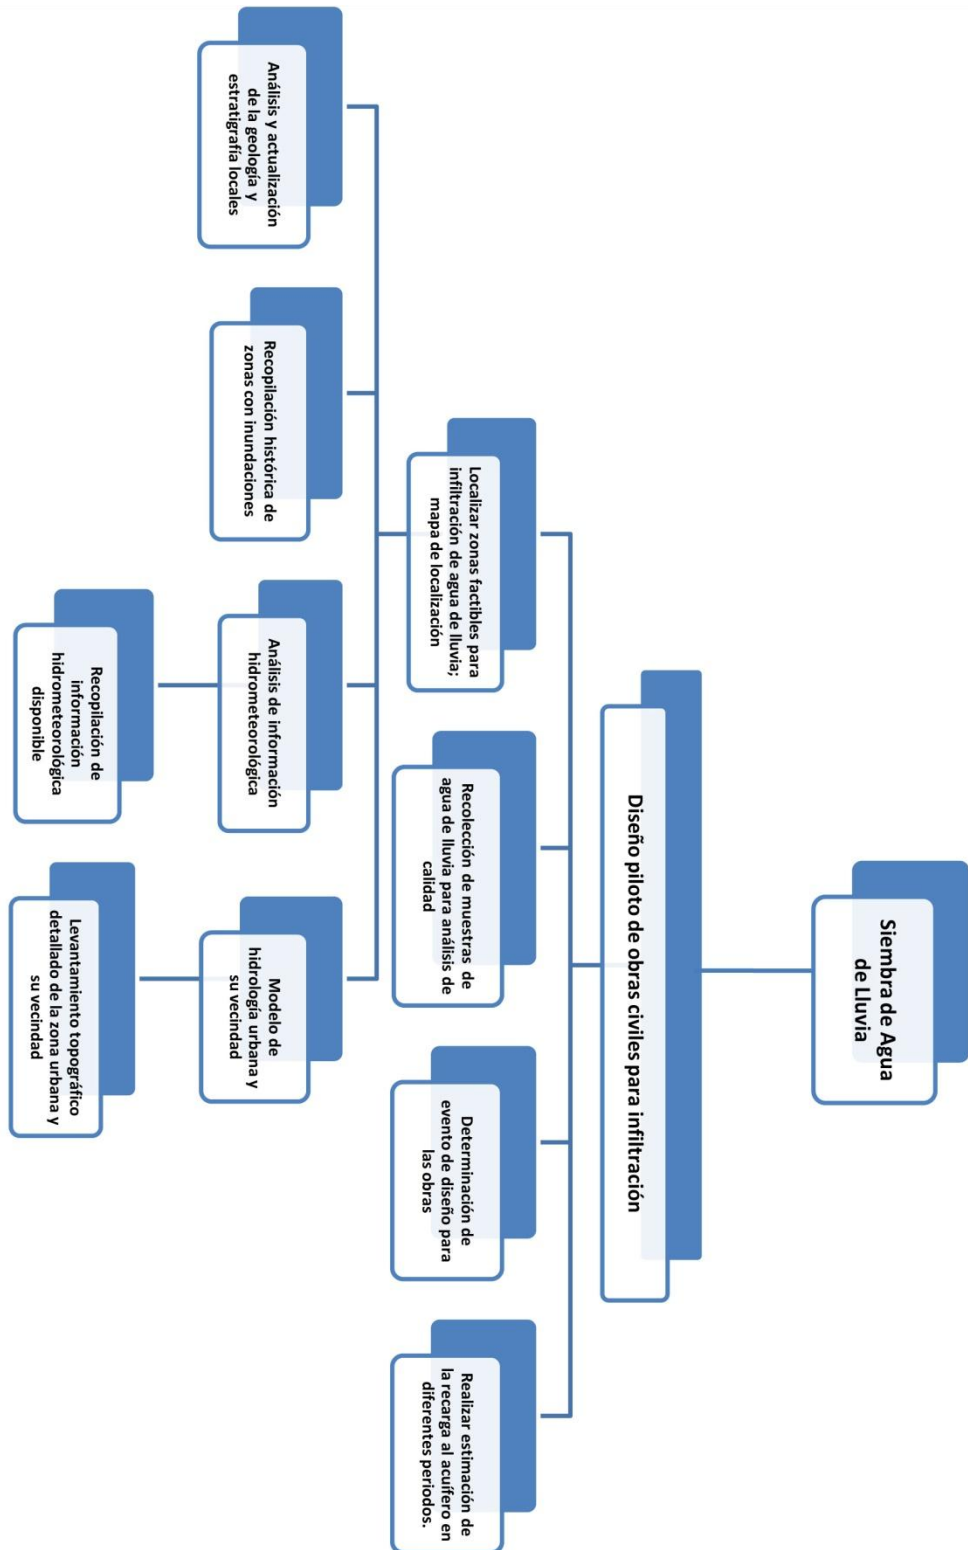 Siembra de Agua
de Lluvia
Diseño piloto de obras civiles para infiltración
Localizar zonas factibles para
infiltración de agua de lluvia;
mapa de localización
Recolección de muestras de
agua de lluvia para análisis de
calidad
Determinación de
evento de diseño para
las obras
Realizar estimación de
la recarga al acuífero en
diferentes periodos.
Análisis y actualización
de la geología y
estratigrafía locales
Recopilación histórica de
zonas con inundaciones
Análisis de información
hidrometeorológica
Modelo de
hidrología urbana y
su vecindad
Recopilación de
información
hidrometeorológica
disponible
Levantamiento topográfico
detallado de la zona urbana y
su vecindad